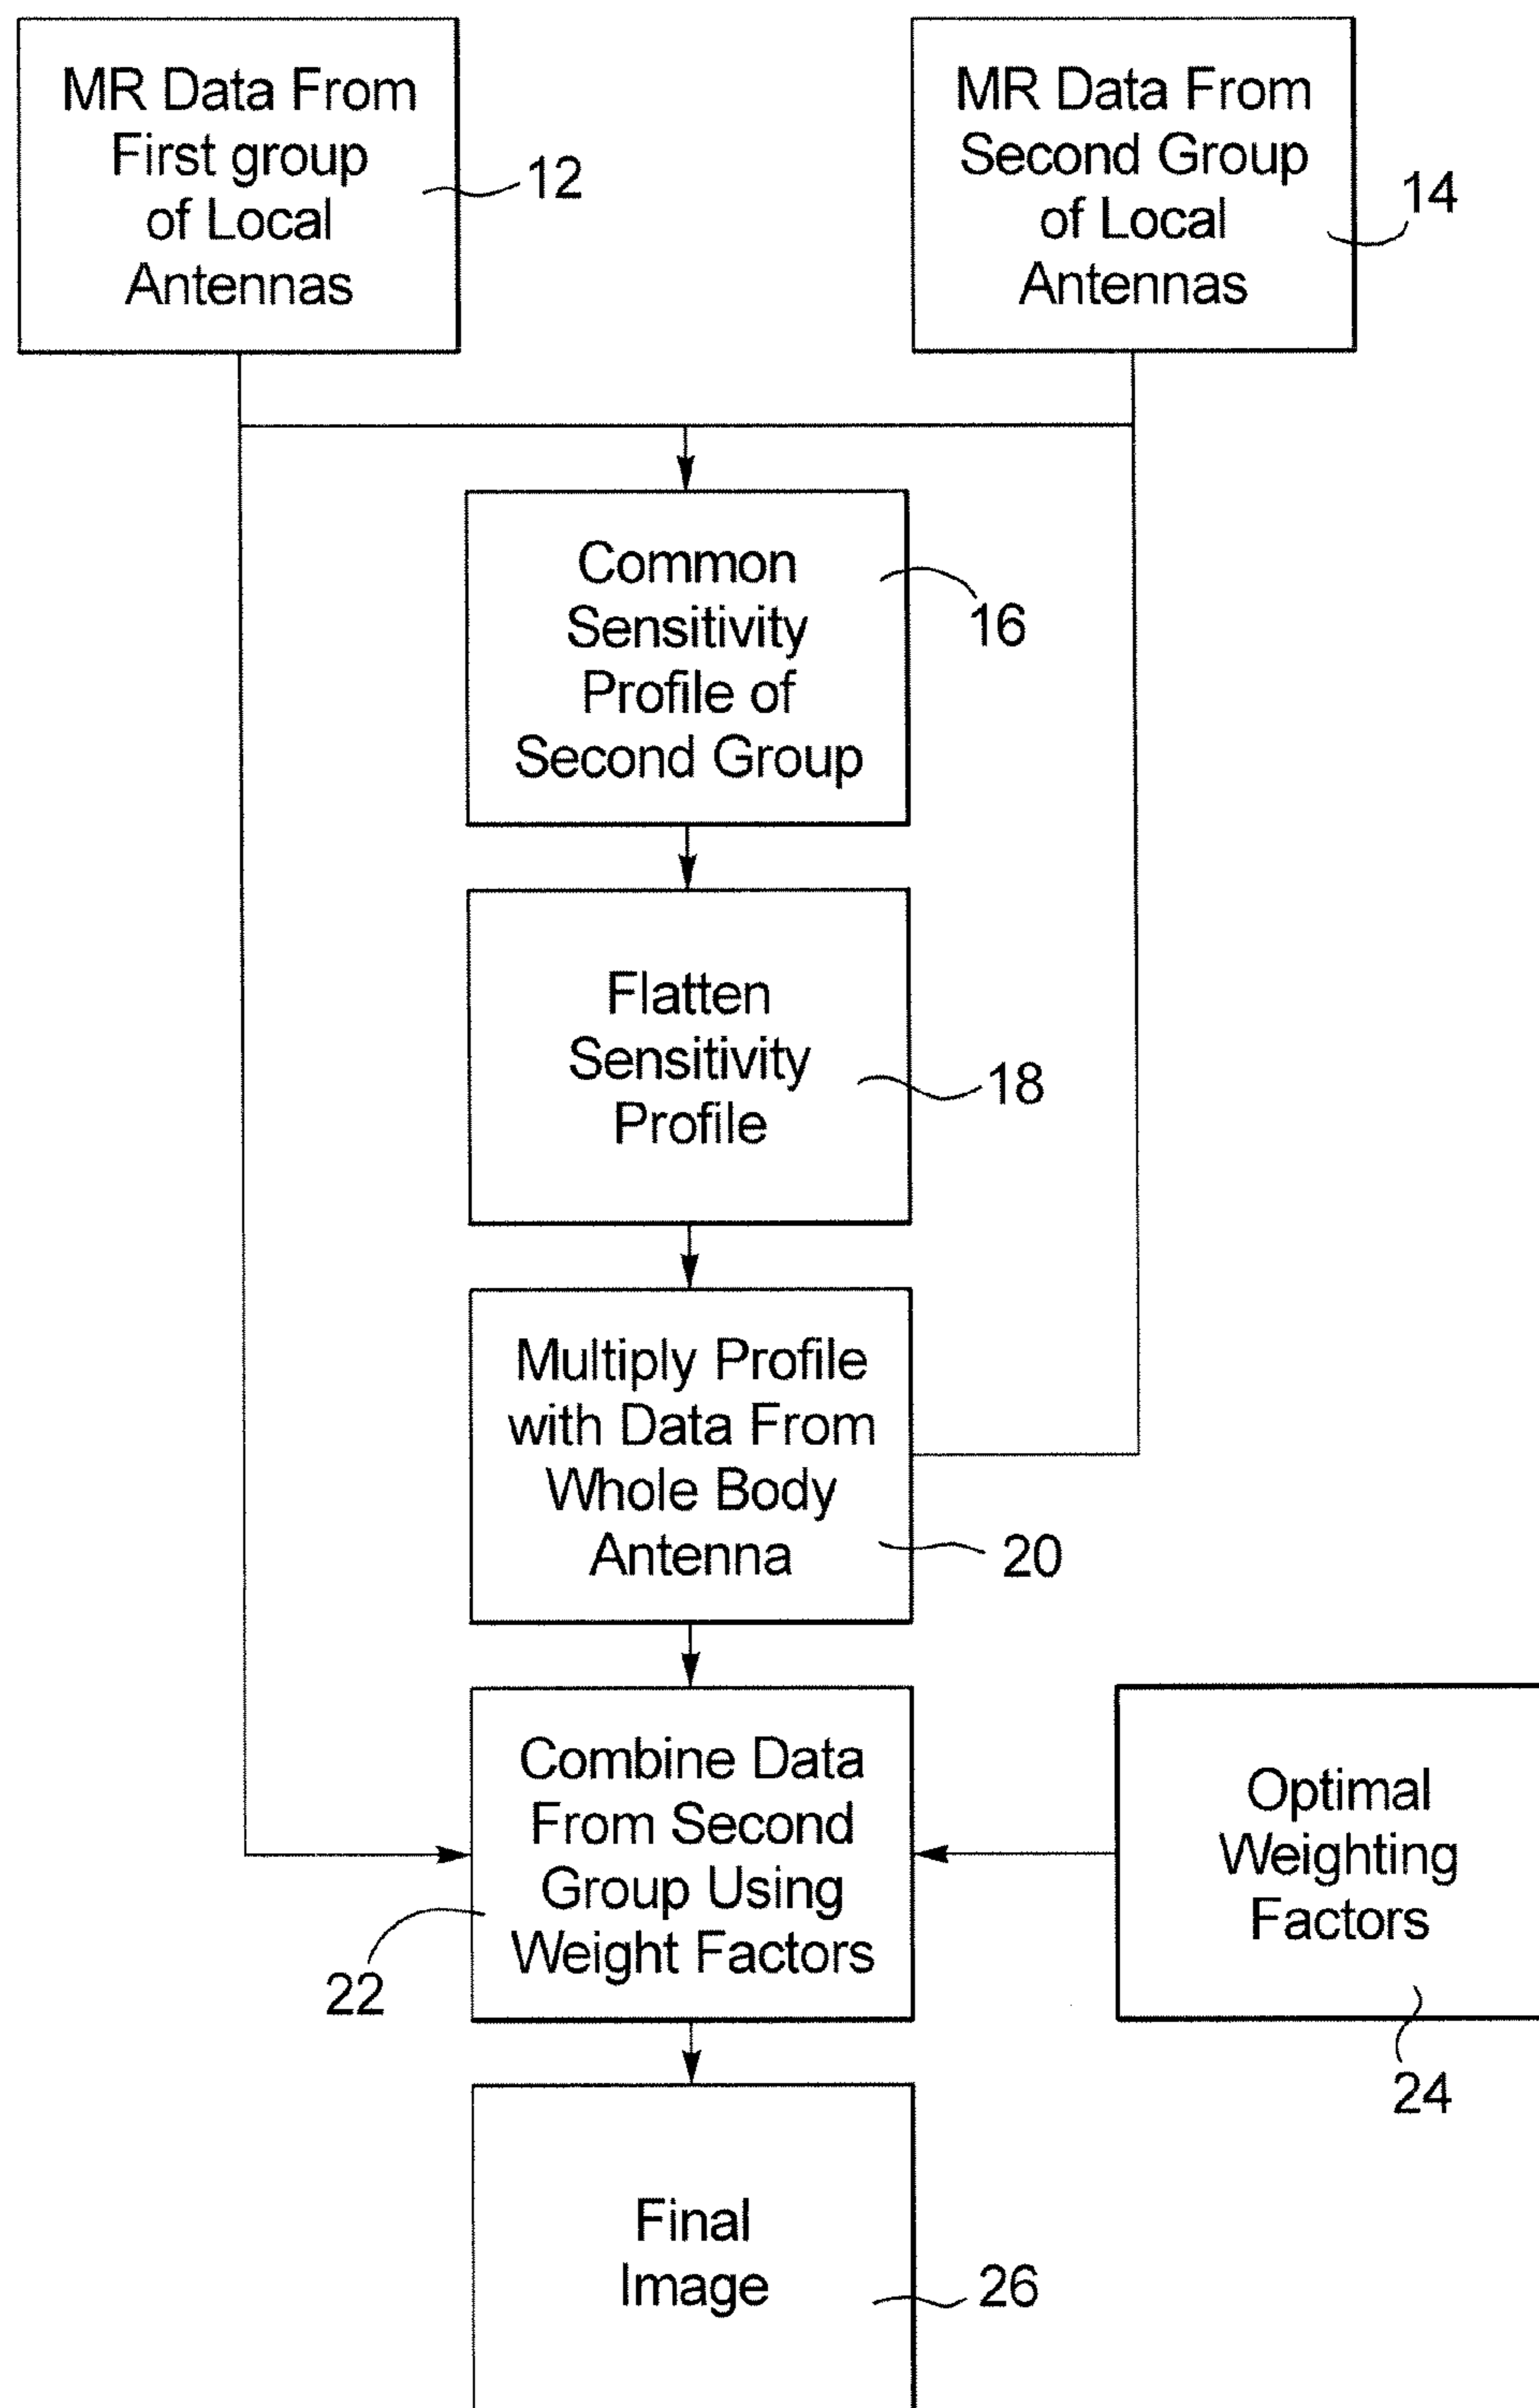 MR Data From
First group
of Local
Antennas
12
MR Data From
Second Group
of Local
Antennas
14
Common
Sensitivity
Profile of
Second Group
16
Flatten
Sensitivity
Profile
18
Multiply Profile
with Data From
Whole Body
Antenna
20
Combine Data
From Second
Group Using
Weight Factors
22
Optimal
Weighting
Factors
24
Final
Image
26